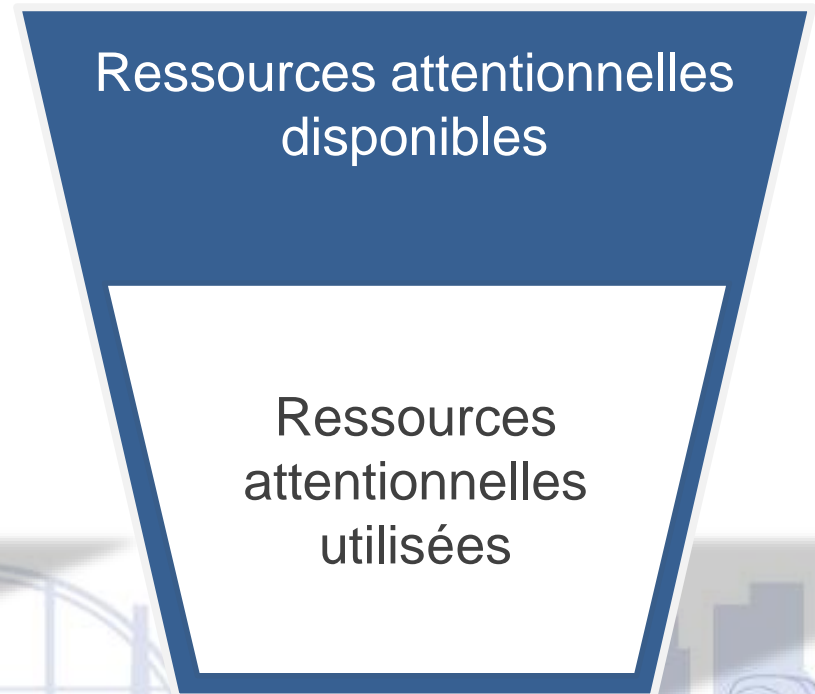 Ressources attentionnelles
disponibles
Ressources
attentionnelles
utilisées